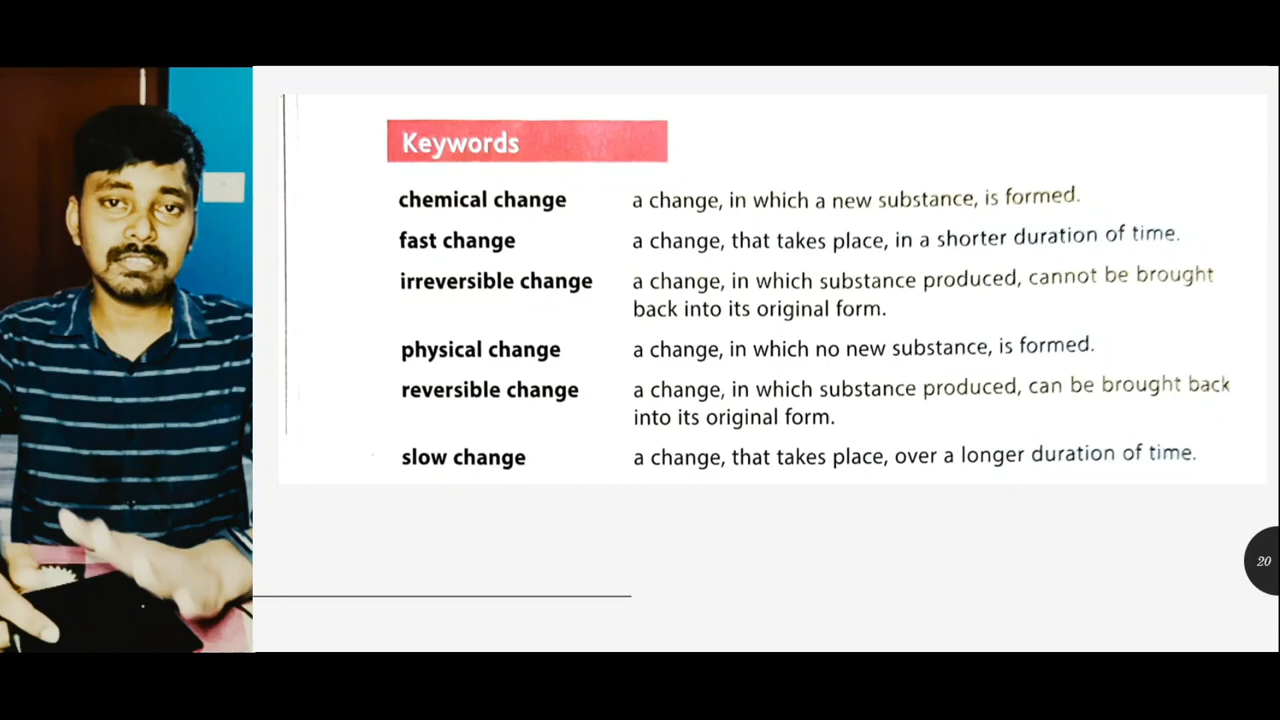 Keywords
chemical change a change, in which a new substance, is formed.
fast change a change, that takes place, in a shorter duration of time.
irreversible change a change, in which substance produced, cannot be brought
back into its original form.
physical change a change, in which no new substance, is formed.
reversible change a change, in which substance produced, can be brought back
into its original form.
slow change a change, that takes place, over a longer duration of time.
20